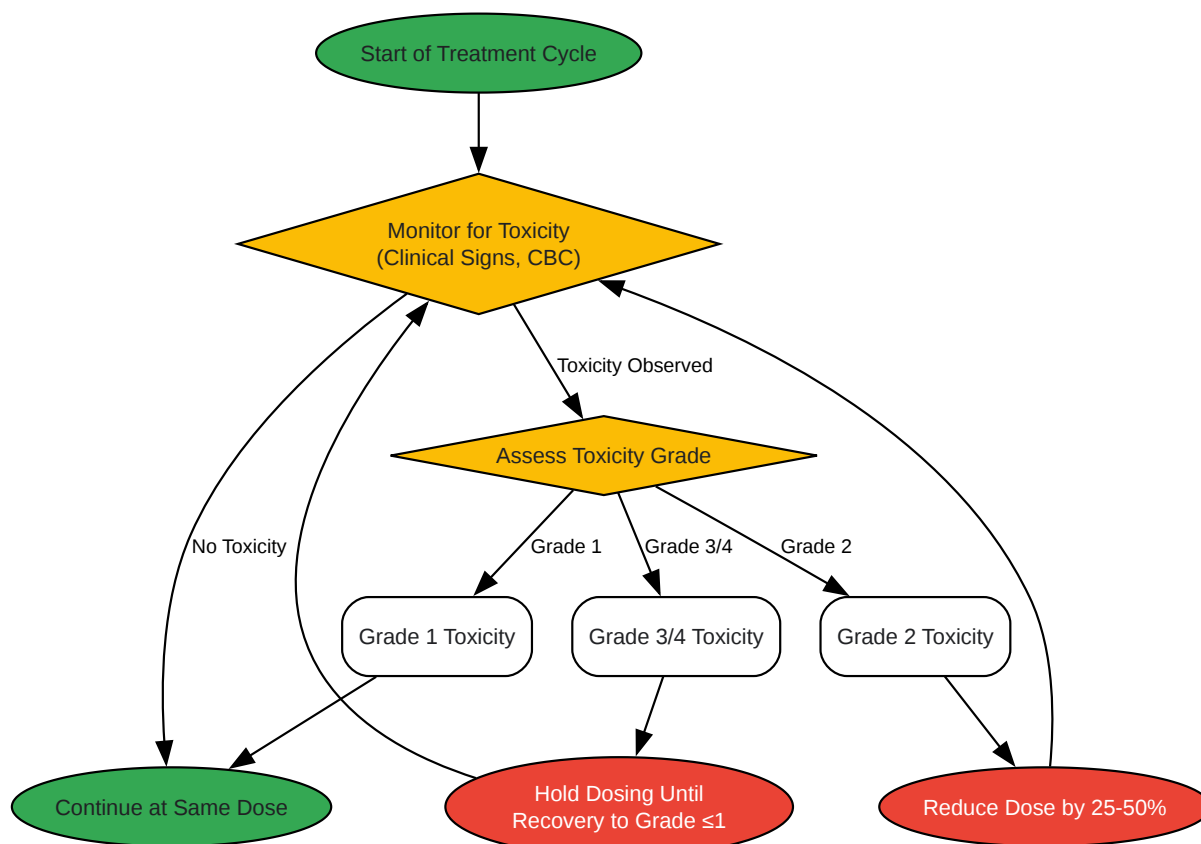 Start of Treatment Cycle
Monitor for Toxicity
(Clinical Signs, CBC)
Toxicity Observed
Assess Toxicity Grade
No Toxicity
Grade 1
Grade 3/4
Grade 2
Grade 1 Toxicity
Grade 3/4 Toxicity
Grade 2 Toxicity
Continue at Same Dose
Hold Dosing Until
Recovery to Grade ≤1
Reduce Dose by 25-50%